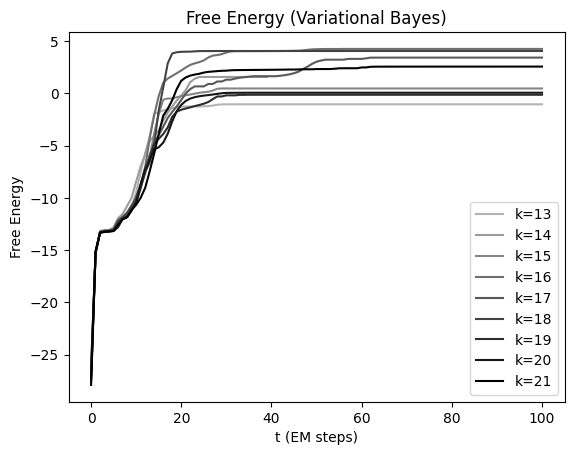 Free Energy (Variational Bayes)
5
0
−5
−10
−15
−20
−25
Free Energy
0
20
40
60
80
100
t (EM steps)
k=13
k=14
k=15
k=16
k=17
k=18
k=19
k=20
k=21